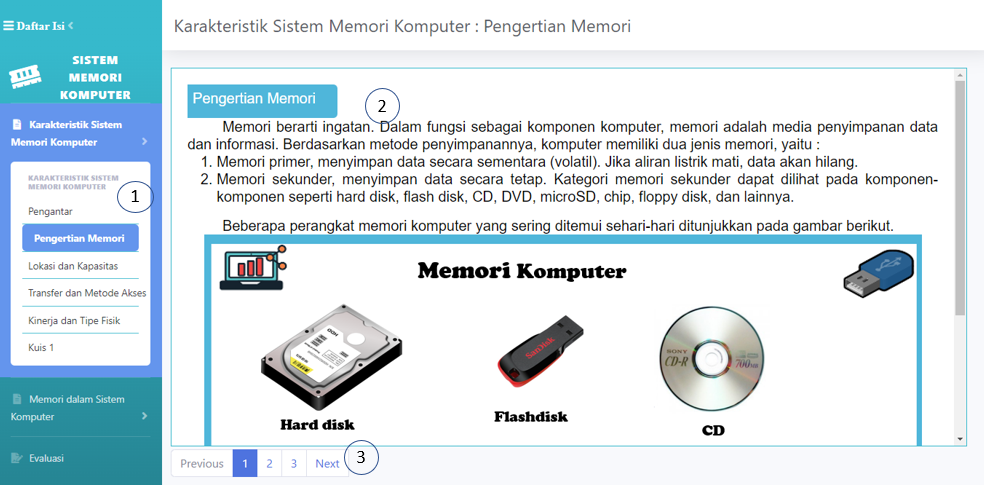 Daftar Isi <
SISTEM
MEMORI
KOMPUTER
Karakteristik Sistem
Memori Komputer
KARAKTERISTIK SISTEM
MEMORI KOMPUTER
1
Pengantar
Pengertian Memori
Lokasi dan Kapasitas
Transfer dan Metode Akses
Kinerja dan Tipe Fisik
Kuis 1
Memori dalam Sistem
Komputer
Evaluasi
Karakteristik Sistem Memori Komputer : Pengertian Memori
Pengertian Memori
2
Memori berarti ingatan. Dalam fungsi sebagai komponen komputer, memori adalah media penyimpanan data
dan informasi. Berdasarkan metode penyimpanannya, komputer memiliki dua jenis memori, yaitu :
1. Memori primer, menyimpan data secara sementara (volatil). Jika aliran listrik mati, data akan hilang.
2. Memori sekunder, menyimpan data secara tetap. Kategori memori sekunder dapat dilihat pada komponen-
komponen seperti hard disk, flash disk, CD, DVD, microSD, chip, floppy disk, dan lainnya.
Beberapa perangkat memori komputer yang sering ditemui sehari-hari ditunjukkan pada gambar berikut.
Memori Komputer
HDD
SanDisk
SONY
CD-R
700MB
Hard disk
Flashdisk
CD
Previous 1 2 3 Next
3